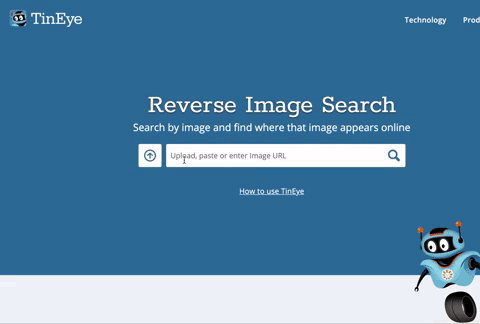 TinEye
Technology
Prod
Reverse Image Search
Search by image and find where that image appears online
Upload, paste or enter Image URL
How to use TinEye